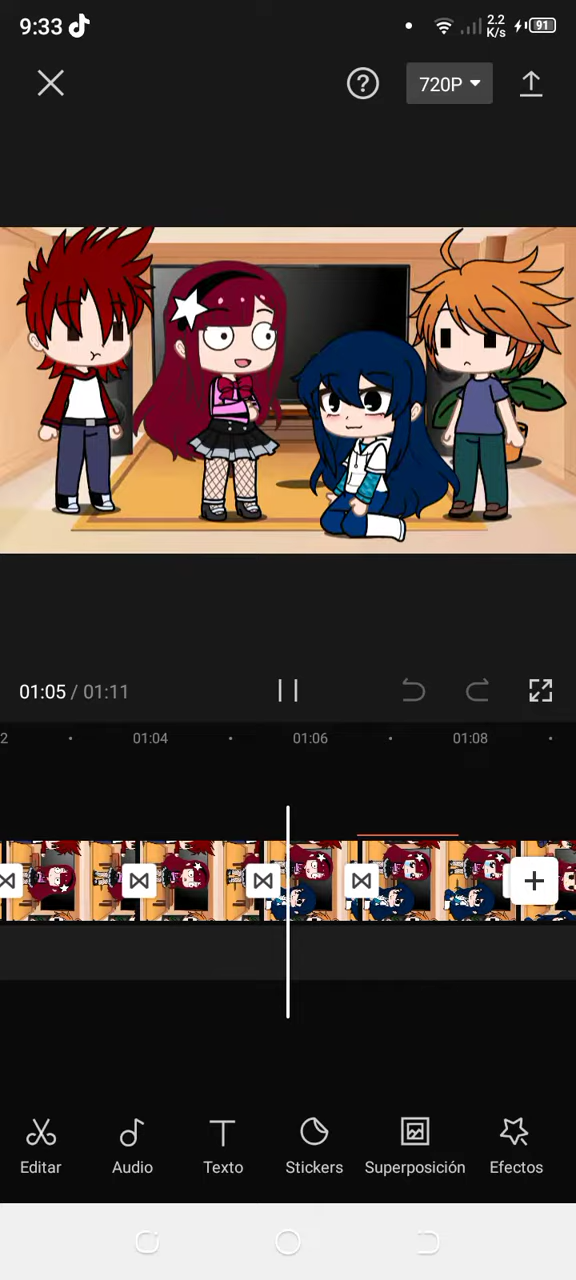 9:33
2.2
K/s
91
720P
01:05 / 01:11
2
01:04
01:06
01:08
Editar
Audio
Texto
Stickers
Superposición
Efectos